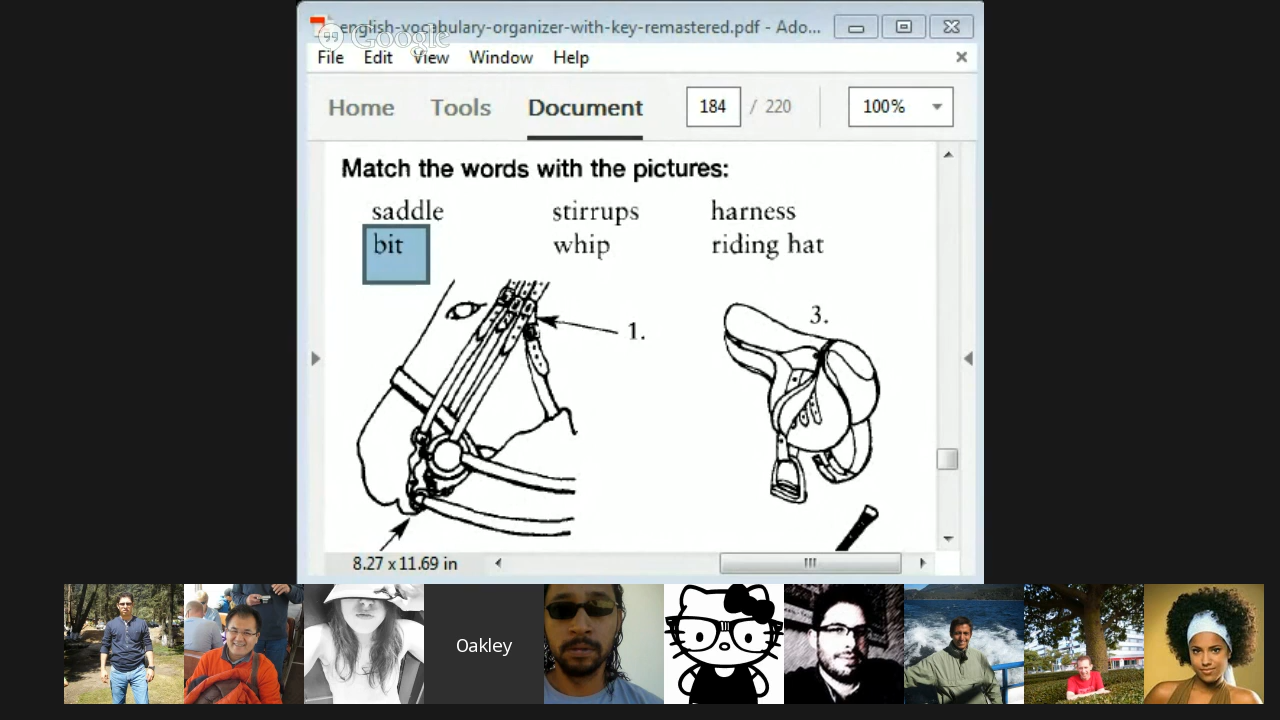 english-vocabulary-organizer-with-key-remastered.pdf - Ado...
Google
File Edit View Window Help
Home Tools Document 184 / 220 100%
Match the words with the pictures:
saddle stirrups harness
bit whip riding hat
1.
3.
8.27 x 11.69 in
Oakley